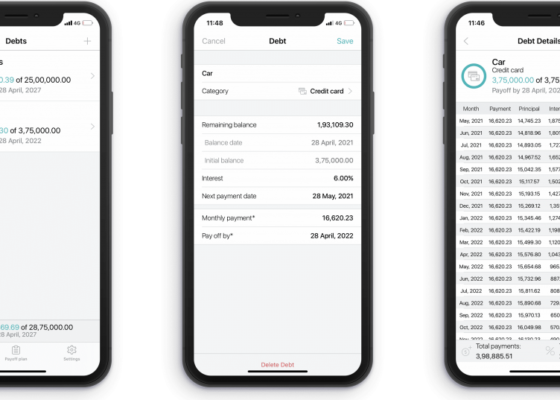 4G
Debts
+
s
0.39 of 25,00,000.00
28 April, 2027
30 of 3,75,000.00
28 April, 2022
69.69 of 28,75,000.00
28 April, 2027
Payoff plan Settings
11:48 4G
Cancel Debt Save
Car
Category Credit card
Remaining balance 1,93,109.30
Balance date 28 April, 2021
Initial balance 3,75,000.00
Interest 6.00%
Next payment date 28 May, 2021
Monthly payment* 16,620.23
Pay off by* 28 April, 2022
Delete Debt
11:46
Debt Details
Car
Credit card
3,75,000.00 of 3,75
Payoff by 28 April, 202
Month Payment Principal Inter
May, 2021 16,620.23 14,745.23 1,875
Jun, 2021 16,620.23 14,818.96 1,801
Jul, 2021 16,620.23 14,893.05 1,727
Aug, 2021 16,620.23 14,967.52 1,652
Sep, 2021 16,620.23 15,042.35 1,577
Oct, 2021 16,620.23 15,117.57 1,502
Nov, 2021 16,620.23 15,193.15 1,427
Dec, 2021 16,620.23 15,269.12 1,351
Jan, 2022 16,620.23 15,345.46 1,274
Feb, 2022 16,620.23 15,422.19 1,198
Mar, 2022 16,620.23 15,499.30 1,120
Apr, 2022 16,620.23 15,576.80 1,043
May, 2022 16,620.23 15,654.68 965.
Jun, 2022 16,620.23 15,732.96 887
Jul, 2022 16,620.23 15,811.62 808
Aug, 2022 16,620.23 15,890.68 729
Sep, 2022 16,620.23 15,970.13 650
Oct, 2022 16,620.23 16,049.98 570
Total payments:
3,98,885.51